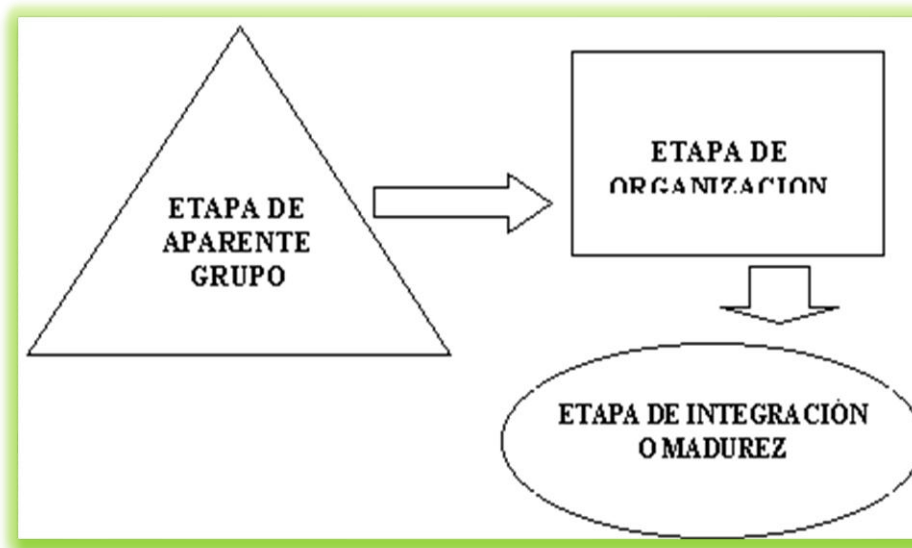 ETAPA DE
APARENTE
GRUPO
ETAPA DE
ORGANIZACION
ETAPA DE INTEGRACIÓN
O MADUREZ